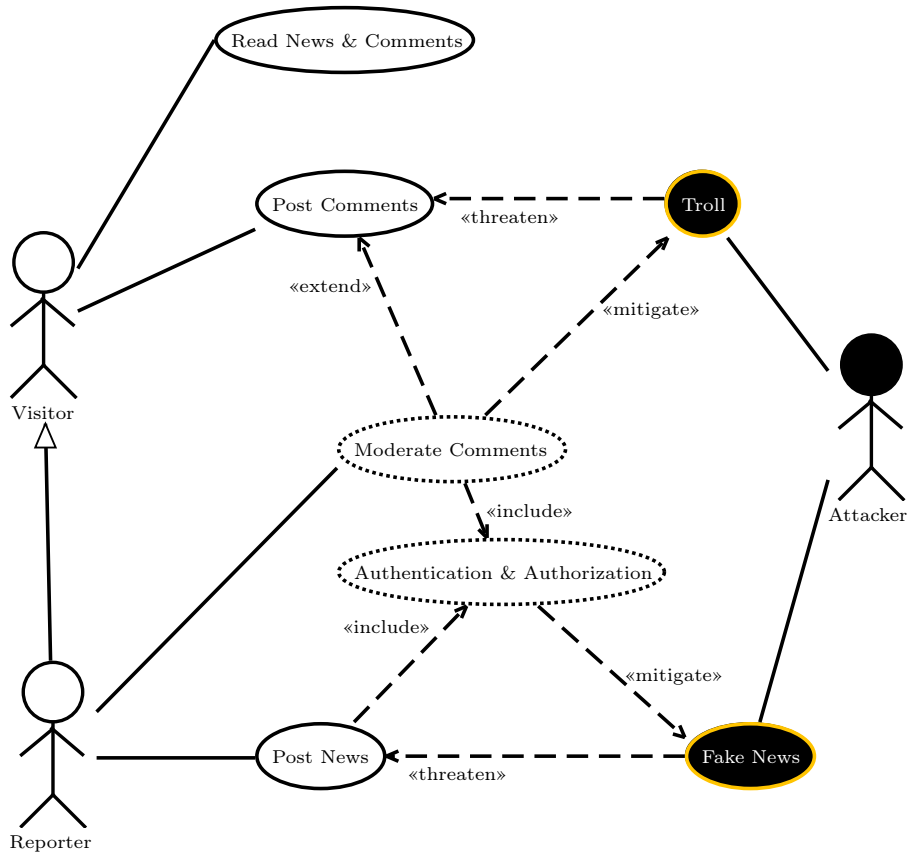 Read News & Comments
Post Comments
Troll
«threaten»
«extend»
«mitigate»
Visitor
Moderate Comments
«include»
Attacker
Authentication & Authorization
«include»
«mitigate»
Post News
Fake News
«threaten»
Reporter